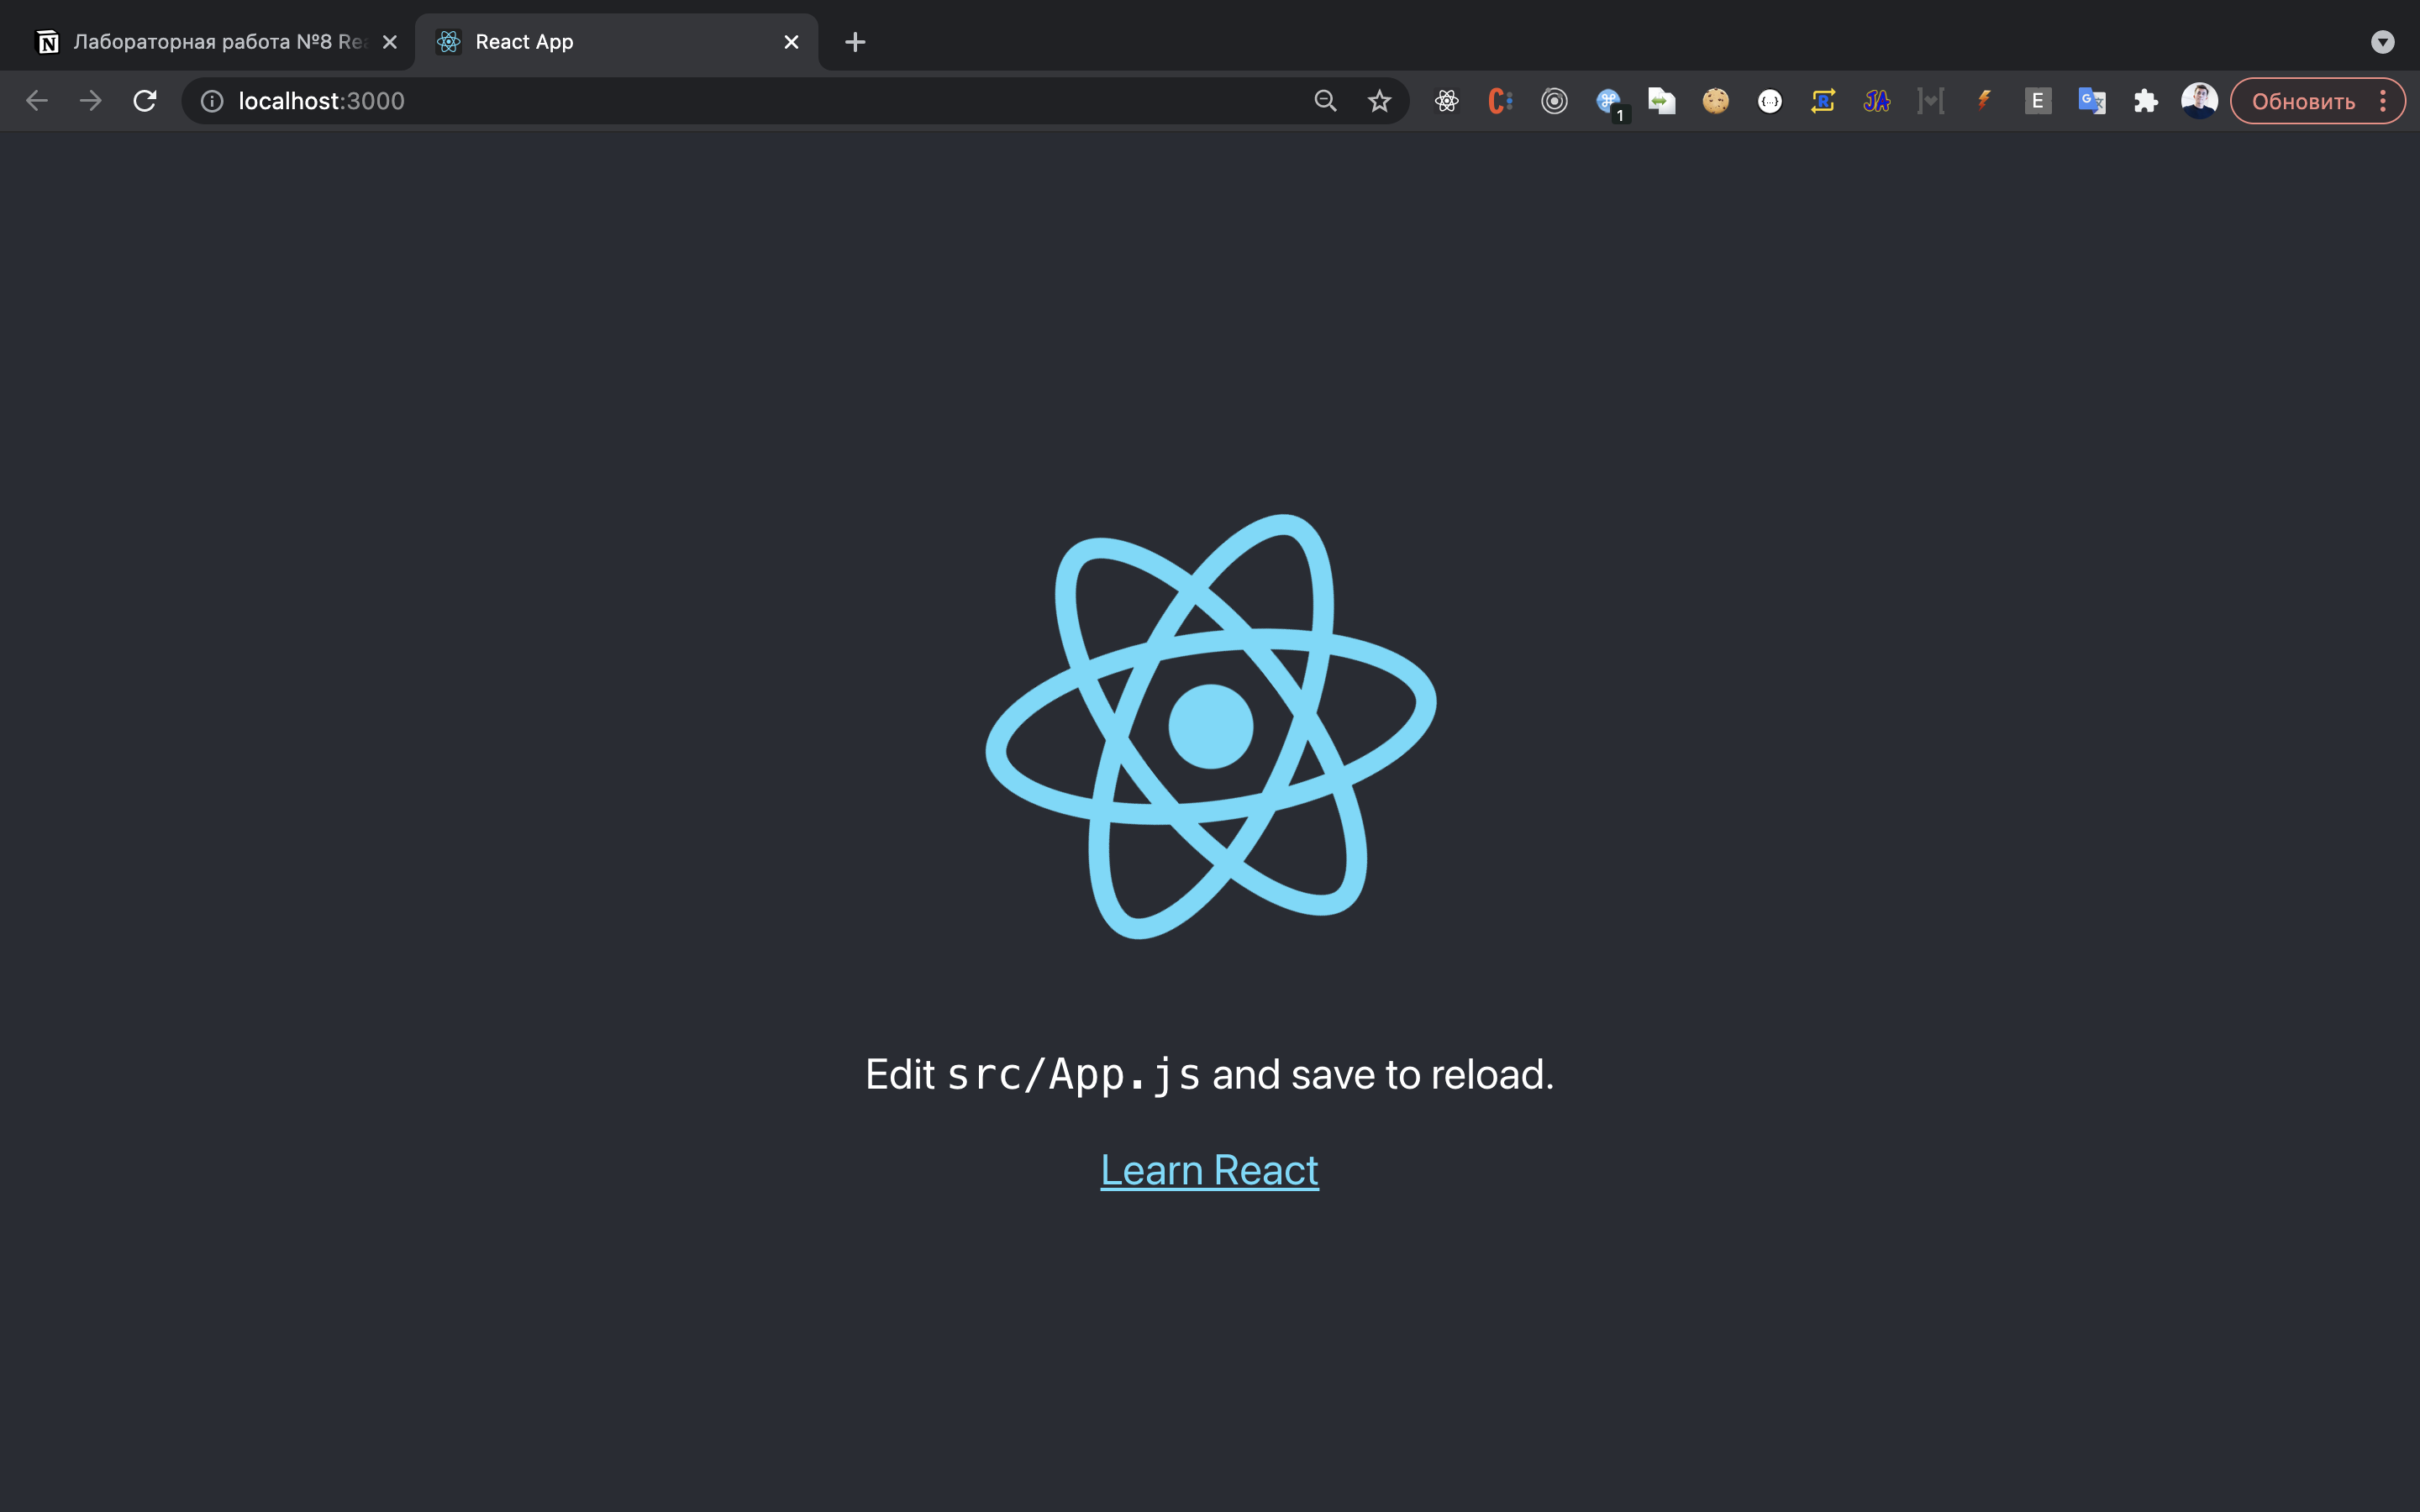 Лабораторная работа №8 Rea
React App
localhost:3000
1
Обновить
Edit src/App.js and save to reload.
Learn React